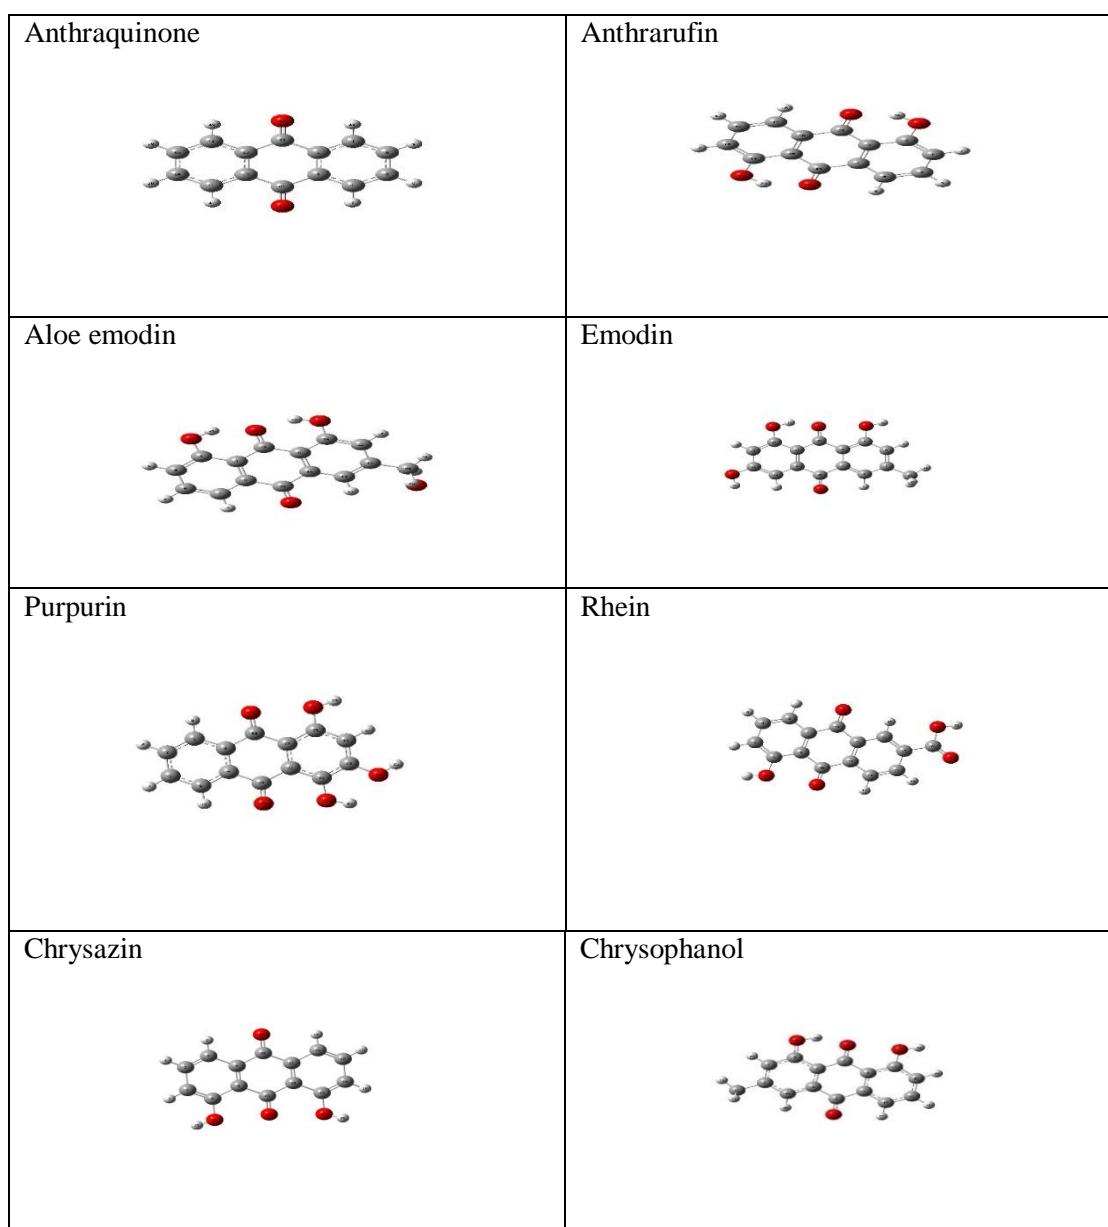 Anthraquinone
Anthrarufin
Aloe emodin
Emodin
Purpurin
Rhein
Chrysazin
Chrysophanol